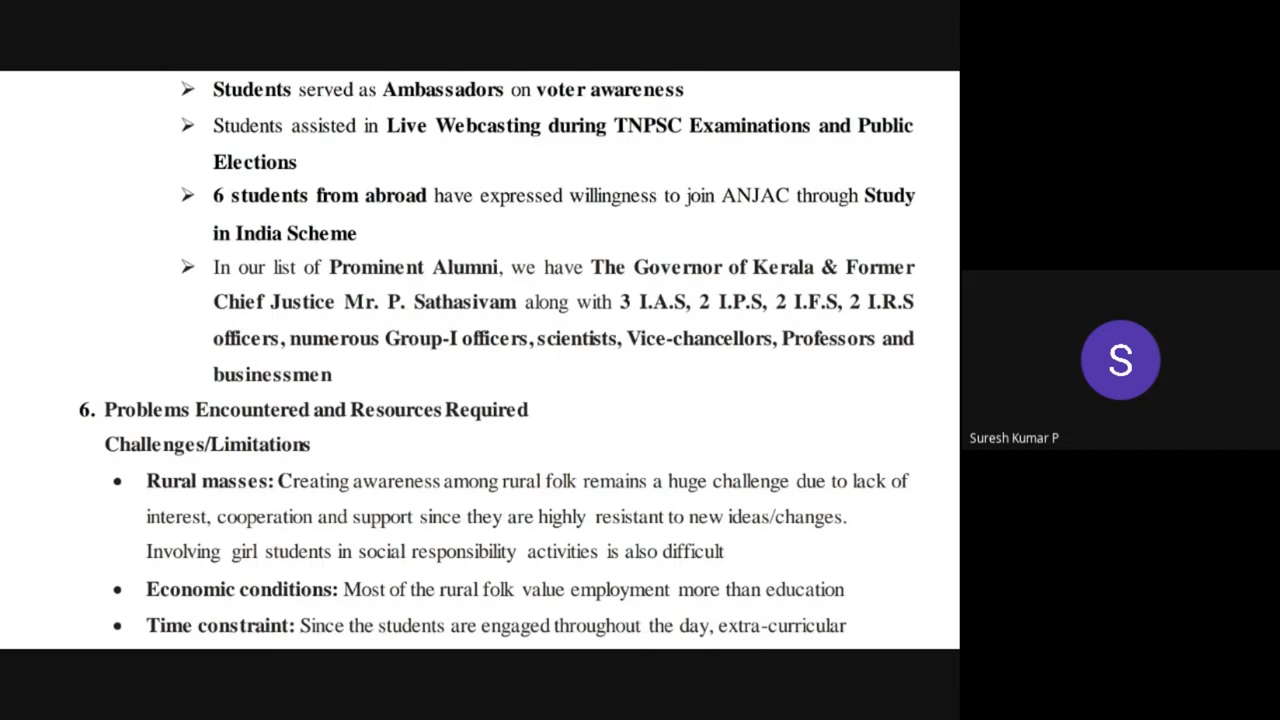 ➢ Students served as Ambassadors on voter awareness
➢ Students assisted in Live Webcasting during TNPSC Examinations and Public
Elections
➢ 6 students from abroad have expressed willingness to join ANJAC through Study
in India Scheme
➢ In our list of Prominent Alumni, we have The Governor of Kerala & Former
Chief Justice Mr. P. Sathasivam along with 3 I.A.S, 2 I.P.S, 2 I.F.S, 2 I.R.S
officers, numerous Group-I officers, scientists, Vice-chancellors, Professors and
businessmen
6. Problems Encountered and Resources Required
Challenges/Limitations
• Rural masses: Creating awareness among rural folk remains a huge challenge due to lack of
interest, cooperation and support since they are highly resistant to new ideas/changes.
Involving girl students in social responsibility activities is also difficult
• Economic conditions: Most of the rural folk value employment more than education
• Time constraint: Since the students are engaged throughout the day, extra-curricular
S
Suresh Kumar P